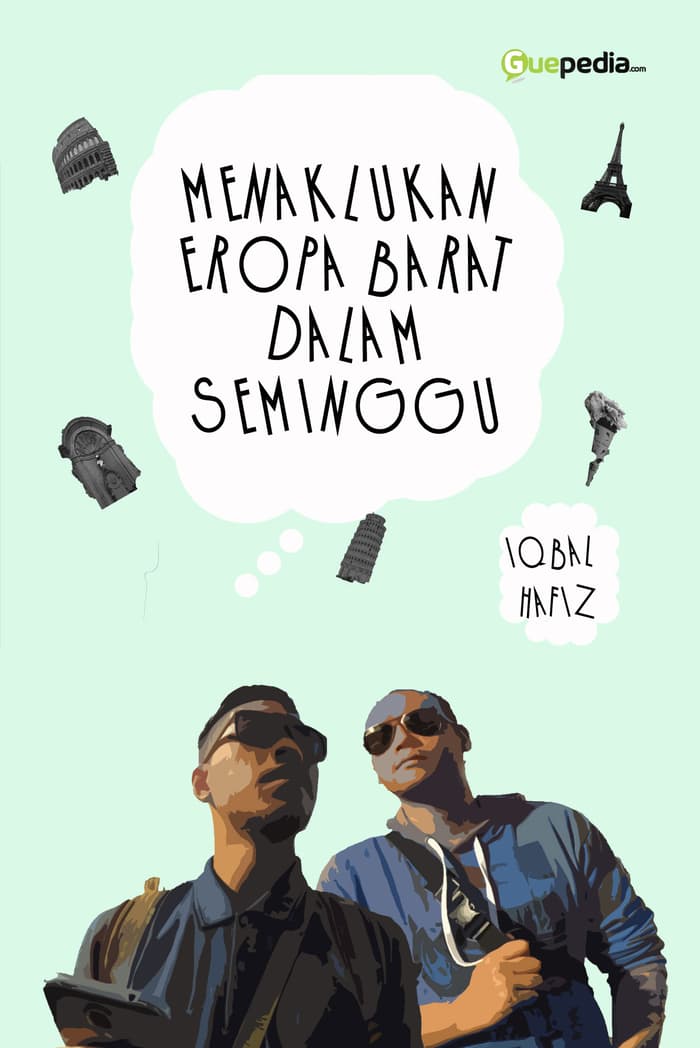 Guepedia.com
MENAKLUKAN
EROPA BARAT
DALAM
SEMINGGU
IQBAL
HAFIZ